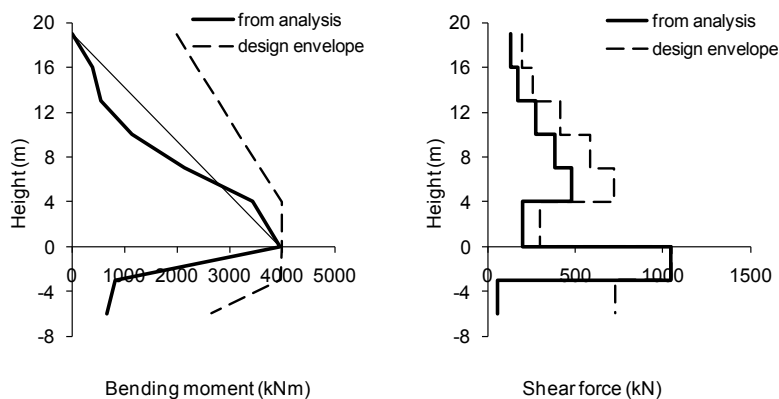 from analysis
design envelope
20
16
12
8
4
0
-4
-8
Height (m)
0 1000 2000 3000 4000 5000
Bending moment (kNm)
from analysis
design envelope
20
16
12
8
4
0
-4
-8
Height (m)
0 500 1000 1500
Shear force (kN)